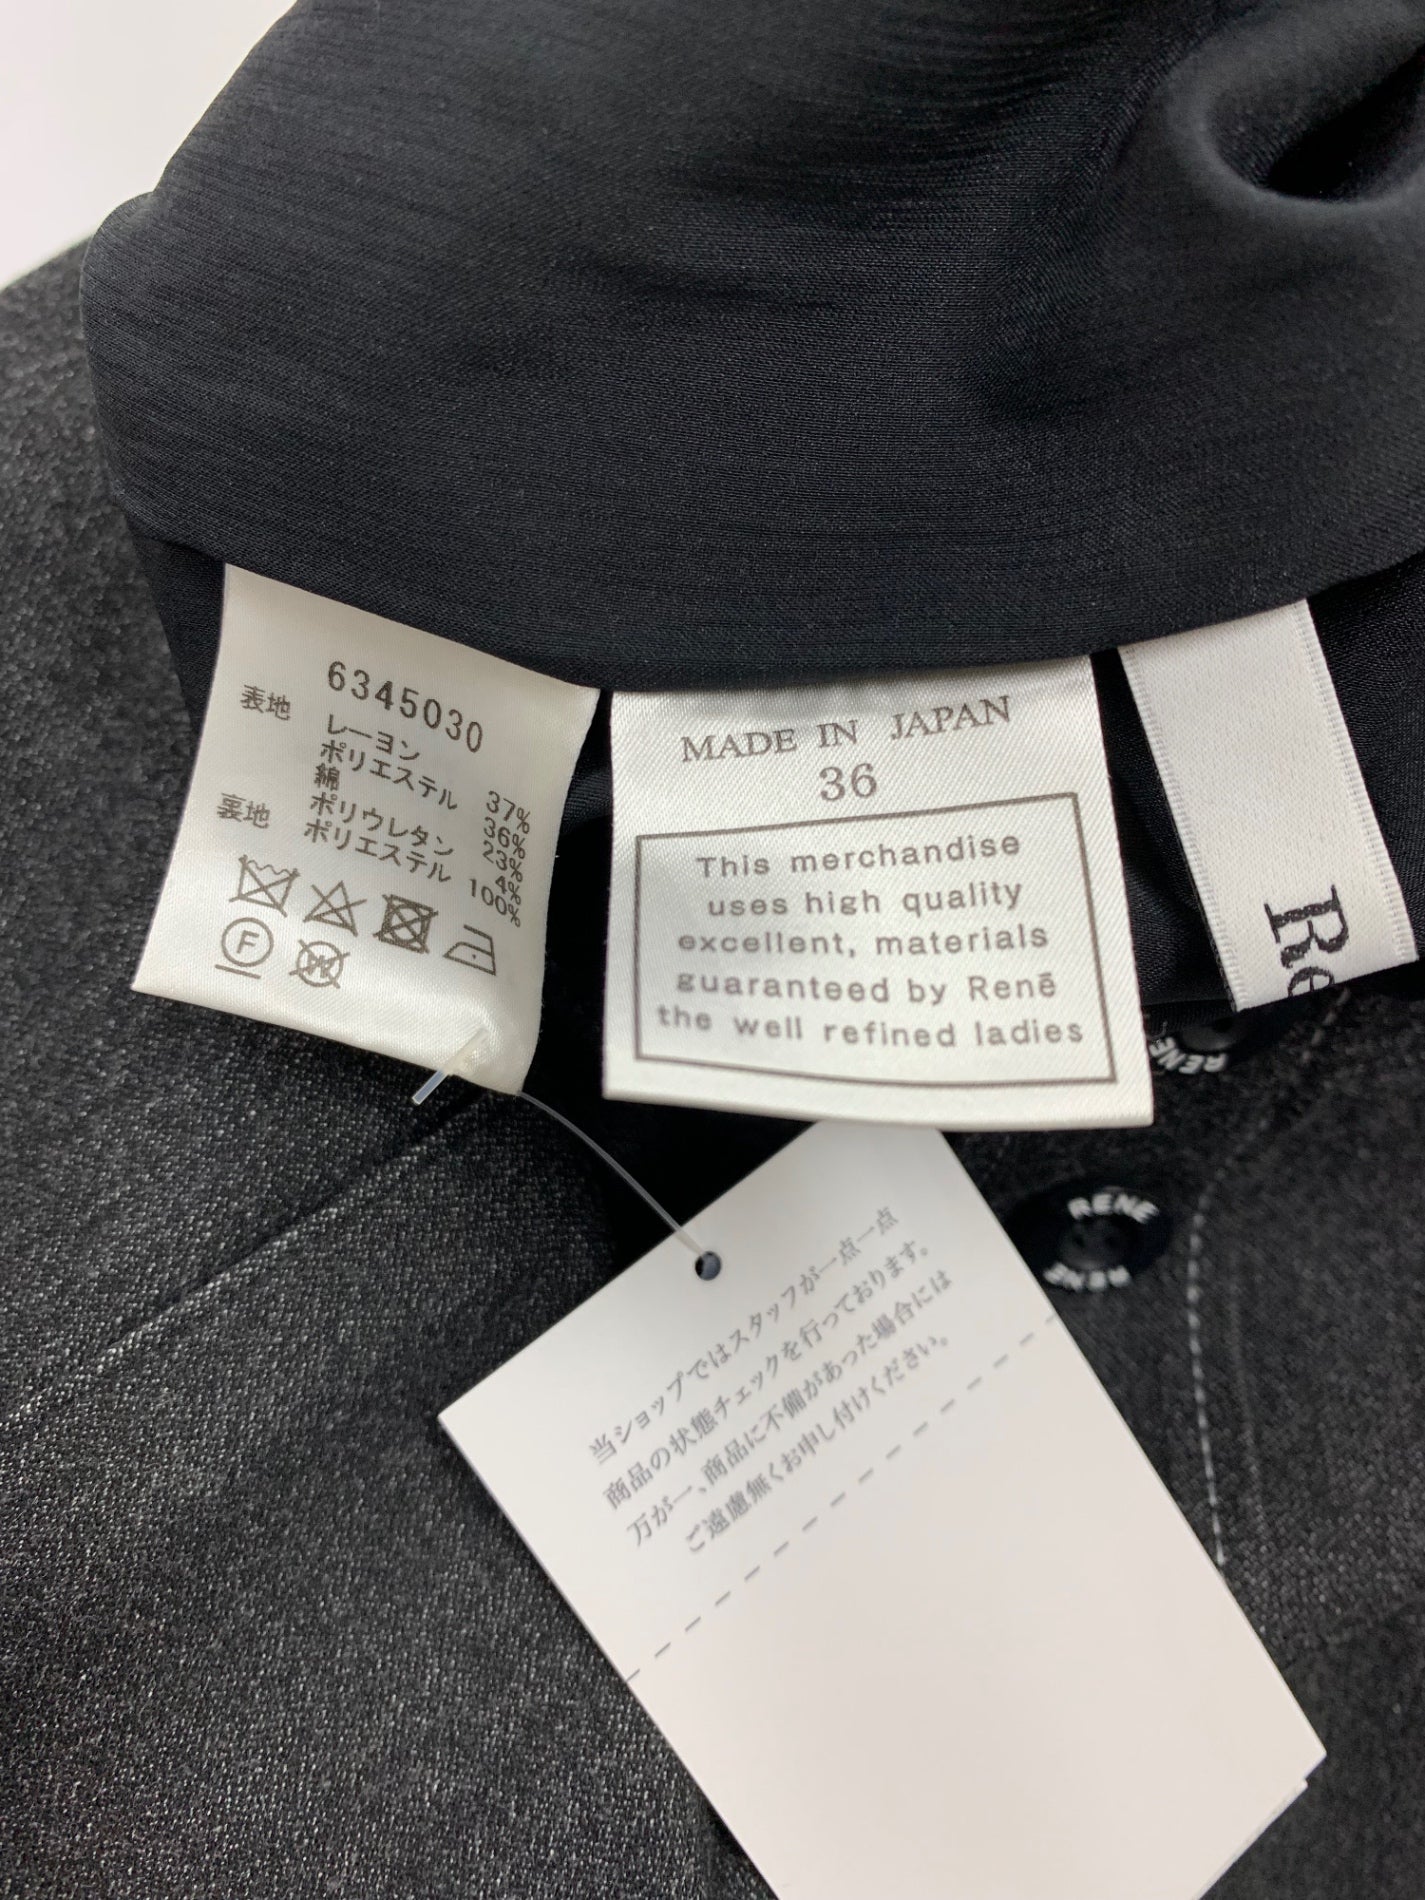 6345030
表地
レーヨン 37%
ポリエステル 36%
綿 23%
ポリウレタン 4%
裏地 ポリエステル 100%
F
W
MADE IN JAPAN
36
This merchandise
uses high quality
excellent, materials
guaranteed by René
the well refined ladies
Re
RENE
RENE
RENE
当ショップではスタッフが一点一点
商品の状態チェックを行っております。
万が一、商品に不備があった場合には
ご遠慮無くお申し付けください。